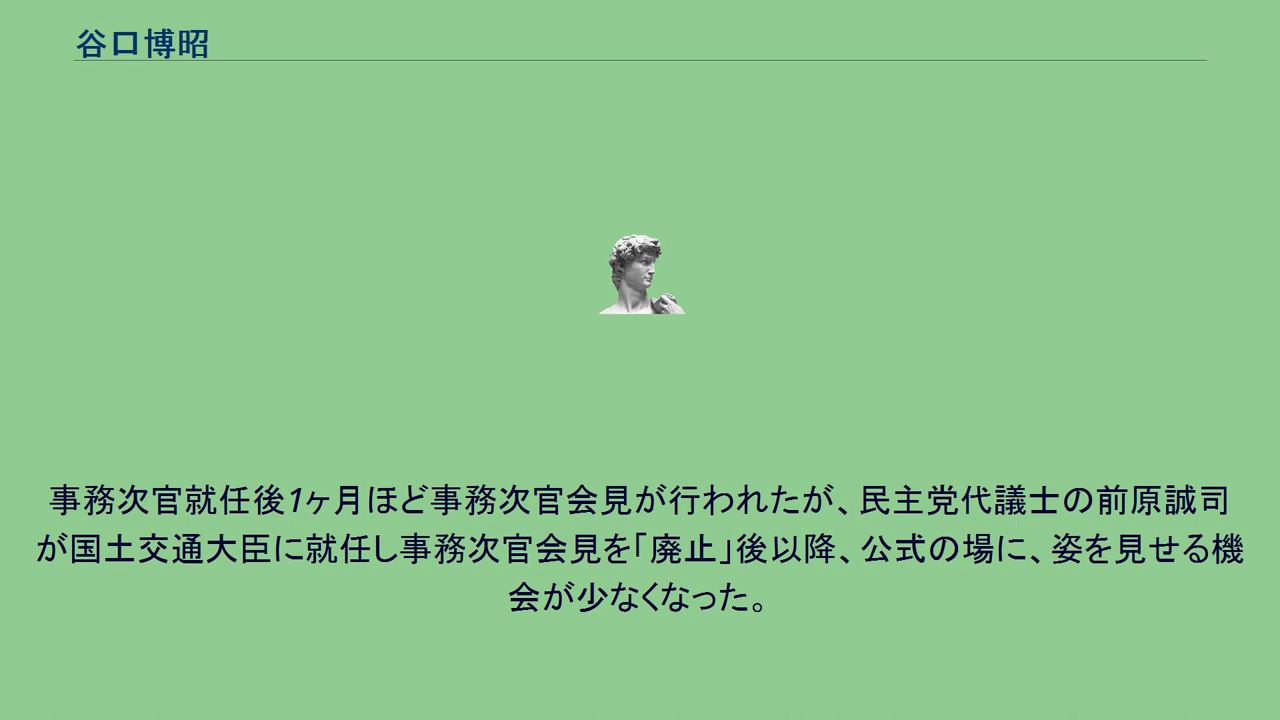 谷口博昭
事務次官就任後1ヶ月ほど事務次官会見が行われたが、民主党代議士の前原誠司
が国土交通大臣に就任し事務次官会見を「廃止」後以降、公式の場に、姿を見せる機
会が少なくなった。